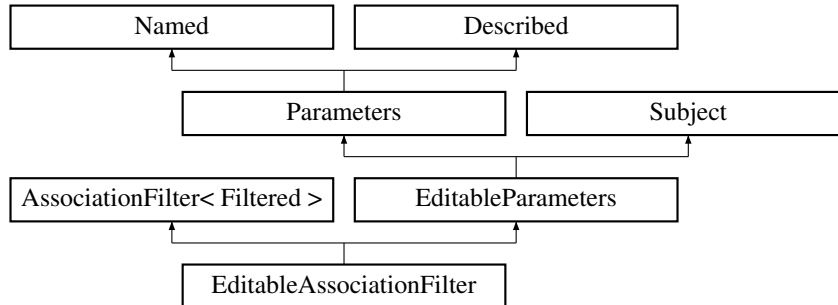 Named
Described
Parameters
Subject
AssociationFilter< Filtered >
EditableParameters
EditableAssociationFilter